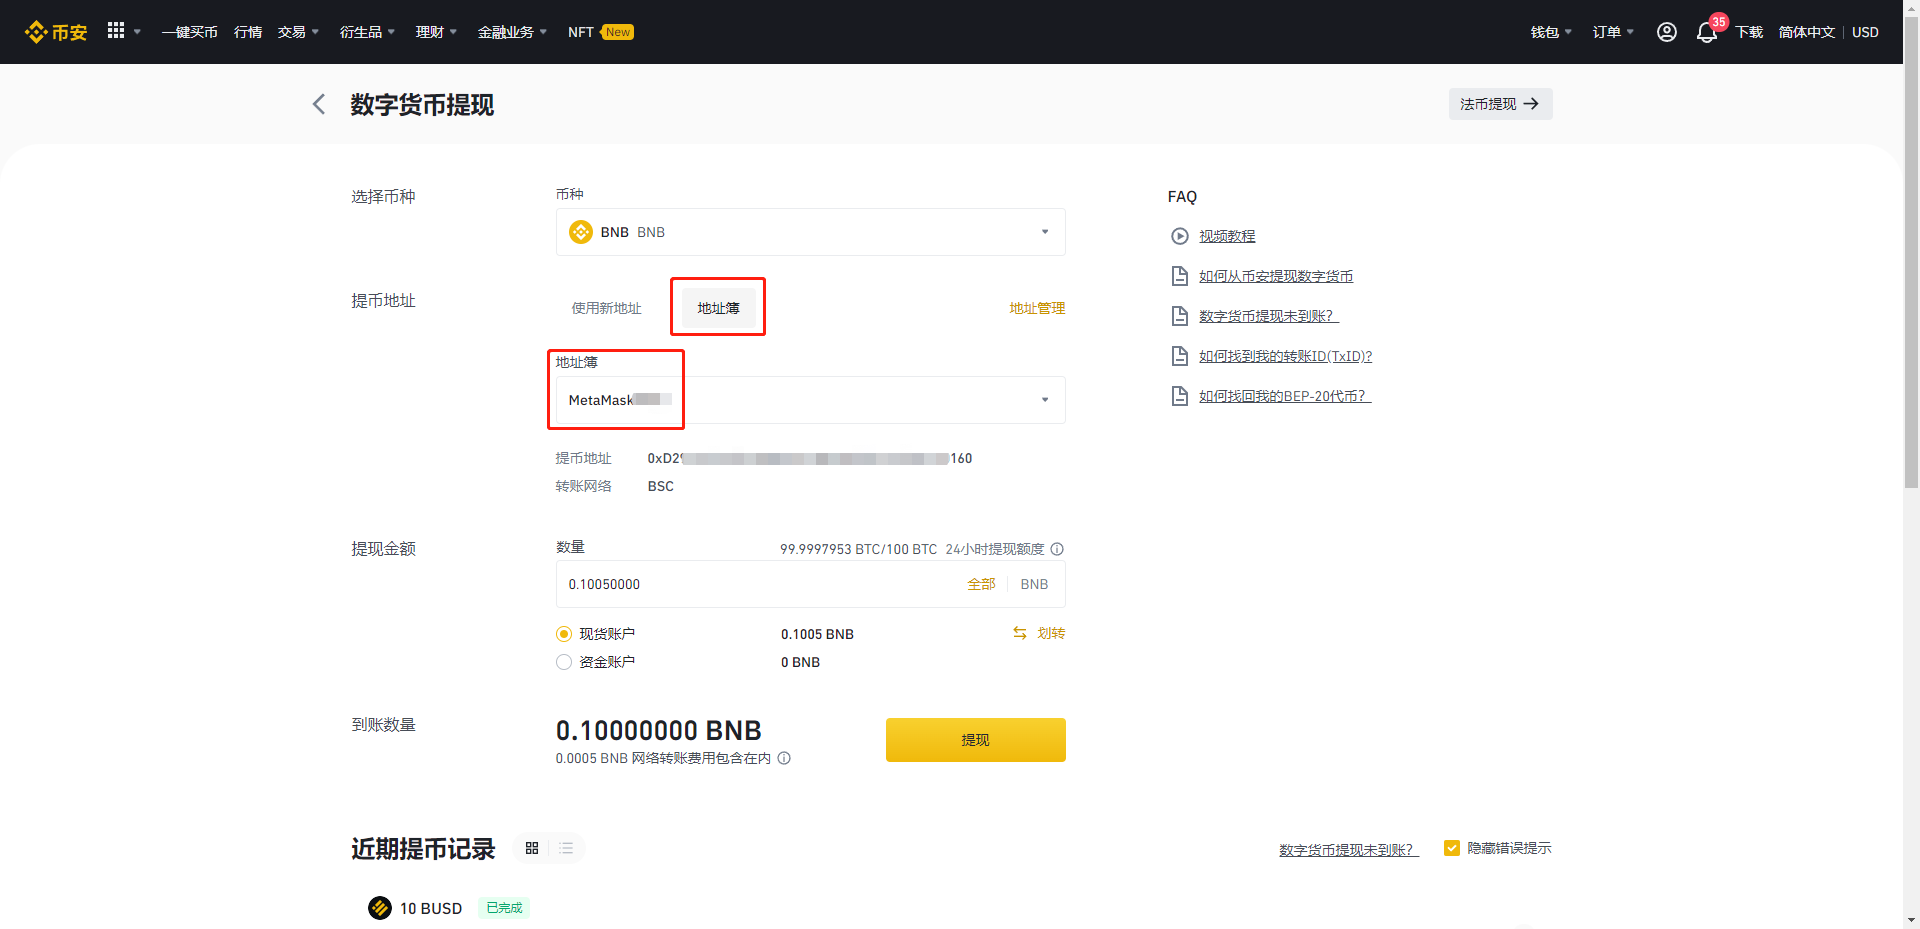 币安 一键买币 行情 交易 衍生品 理财 金融业务 NFT New 钱包 订单 35 下载 简体中文 USD
数字货币提现 法币提现
选择币种 币种 FAQ
BNB BNB
视频教程
如何从币安提现数字货币
提币地址 使用新地址 地址簿 地址管理
数字货币提现未到账?
地址簿
如何找到我的转账ID(TxID)?
MetaMask
如何找回我的BEP-20代币?
提币地址 0xD2 160
转账网络 BSC
提现金额 数量 99.9997953 BTC/100 BTC 24小时提现额度
0.10050000 全部 BNB
现货账户 0.1005 BNB 划转
资金账户 0 BNB
到账数量 0.10000000 BNB 提现
0.0005 BNB 网络转账费用包含在内
近期提币记录 数字货币提现未到账? 隐藏错误提示
10 BUSD 已完成